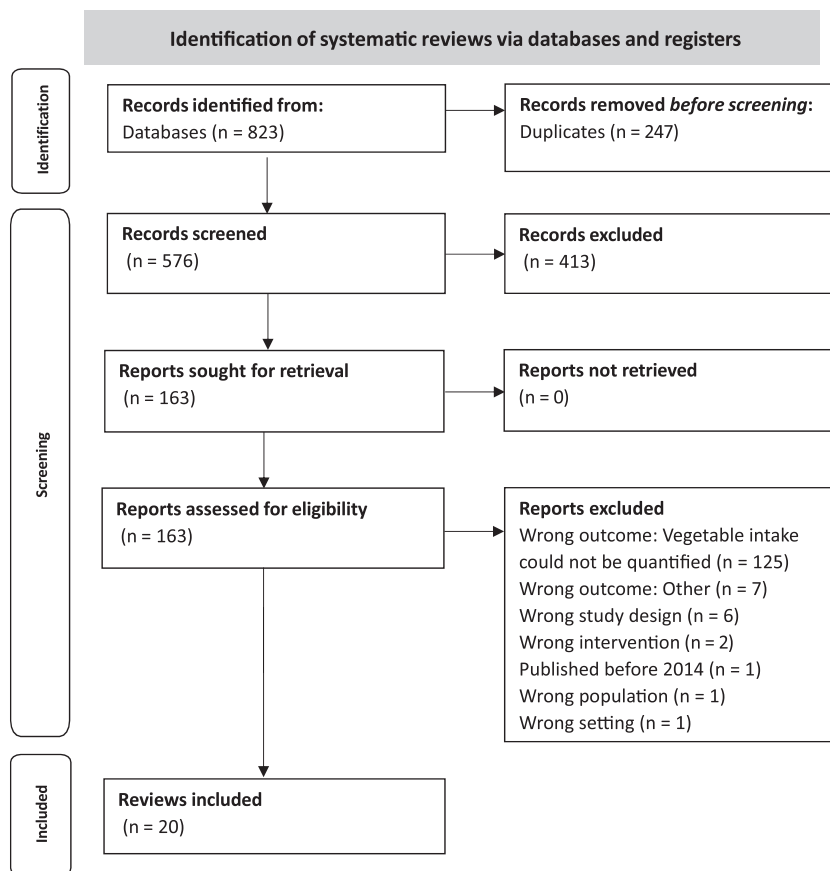 Identification of systematic reviews via databases and registers
Identification
Records identified from:
Databases (n = 823)
Records removed before screening:
Duplicates (n = 247)
Screening
Records screened
(n = 576)
Records excluded
(n = 413)
Reports sought for retrieval
(n = 163)
Reports not retrieved
(n = 0)
Reports assessed for eligibility
(n = 163)
Reports excluded
Wrong outcome: Vegetable intake
could not be quantified (n = 125)
Wrong outcome: Other (n = 7)
Wrong study design (n = 6)
Wrong intervention (n = 2)
Published before 2014 (n = 1)
Wrong population (n = 1)
Wrong setting (n = 1)
Included
Reviews included
(n = 20)